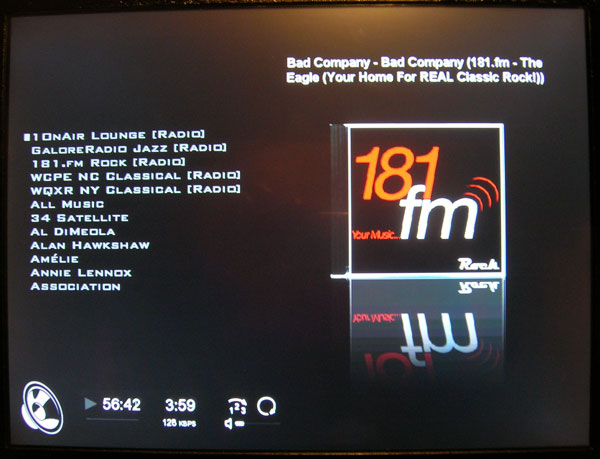 Bad Company - Bad Company (181.fm - The
Eagle (Your Home For REAL Classic Rock!))
1OnAir Lounge [Radio]
GaloreRadio Jazz [Radio]
181.fm Rock [Radio]
WCPE NC Classical [Radio]
WQXR NY Classical [Radio]
All Music
34 Satellite
Al DiMeola
Alan Hawkshaw
Amélie
Annie Lennox
Association
181
fm
Your Music...
Rock
56:42
3:59
128 KBPS